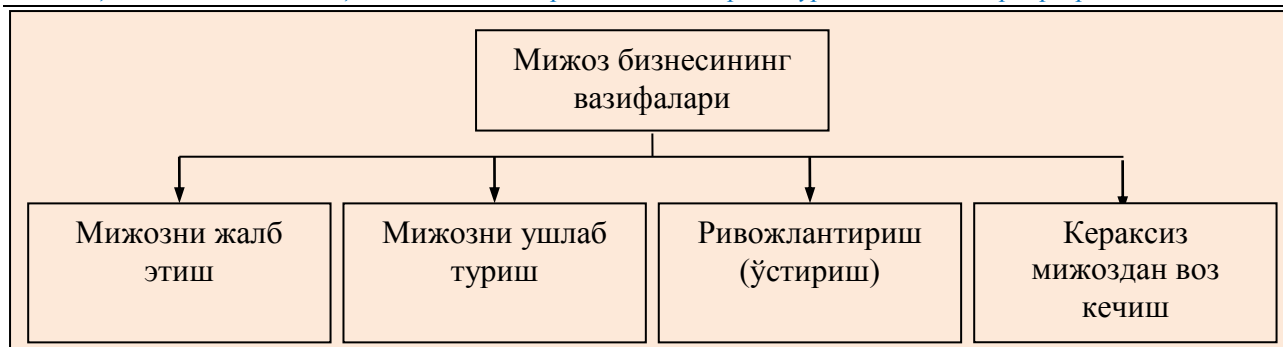 Мижоз бизнесининг
вазифалари
Мижозни жалб
этиш
Мижозни ушлаб
туриш
Ривожлантириш
(ўстириш)
Кераксиз
мижоздан воз
кечиш